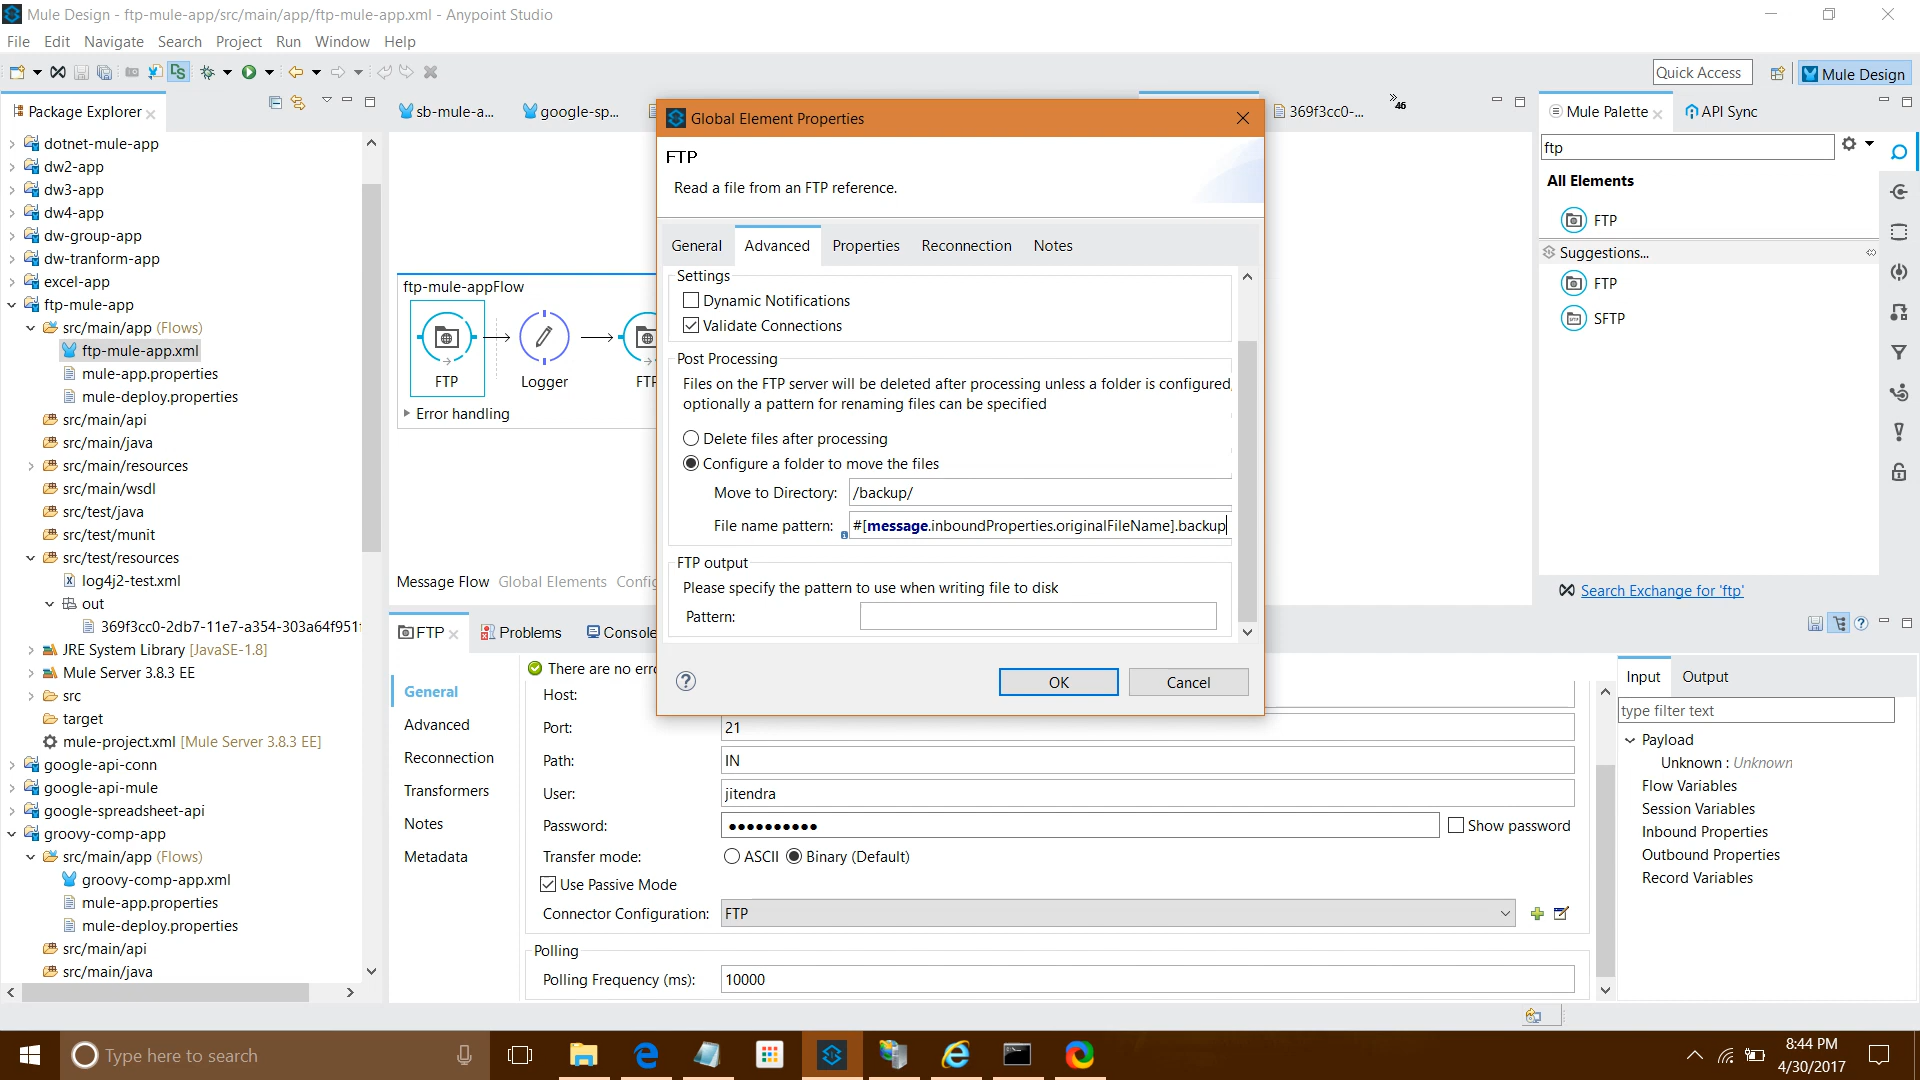 Mule Design - ftp-mule-app/src/main/app/ftp-mule-app.xml - Anypoint Studio
File Edit Navigate Search Project Run Window Help
Quick Access
Mule Design
Package Explorer
sb-mule-a...
google-sp...
369f3cc0-...
46
Mule Palette
API Sync
dotnet-mule-app
dw2-app
dw3-app
dw4-app
dw-group-app
dw-tranform-app
excel-app
ftp-mule-app
src/main/app (Flows)
ftp-mule-app.xml
mule-app.properties
mule-deploy.properties
src/main/api
src/main/java
src/main/resources
src/main/wsdl
src/test/java
src/test/munit
src/test/resources
log4j2-test.xml
out
369f3cc0-2db7-11e7-a354-303a64f951
JRE System Library [JavaSE-1.8]
Mule Server 3.8.3 EE
src
target
mule-project.xml [Mule Server 3.8.3 EE]
google-api-conn
google-api-mule
google-spreadsheet-api
groovy-comp-app
src/main/app (Flows)
groovy-comp-app.xml
mule-app.properties
mule-deploy.properties
src/main/api
src/main/java
ftp-mule-appFlow
FTP
Logger
FTP
Error handling
Message Flow Global Elements Config
Global Element Properties
FTP
Read a file from an FTP reference.
General Advanced Properties Reconnection Notes
Settings
Dynamic Notifications
Validate Connections
Post Processing
Files on the FTP server will be deleted after processing unless a folder is configured,
optionally a pattern for renaming files can be specified
Delete files after processing
Configure a folder to move the files
Move to Directory: /backup/
File name pattern: #[message.inboundProperties.originalFileName].backup
FTP output
Please specify the pattern to use when writing file to disk
Pattern:
OK Cancel
FTP
Problems
Console
There are no erro
General
Advanced
Reconnection
Transformers
Notes
Metadata
Host:
Port: 21
Path: IN
User: jitendra
Password: ●●●●●●●●●●
Show password
Transfer mode: ASCII Binary (Default)
Use Passive Mode
Connector Configuration: FTP
Polling
Polling Frequency (ms): 10000
ftp
All Elements
FTP
Suggestions...
FTP
SFTP
Search Exchange for 'ftp'
Input Output
type filter text
Payload
Unknown : Unknown
Flow Variables
Session Variables
Inbound Properties
Outbound Properties
Record Variables
Type here to search
8:44 PM
4/30/2017